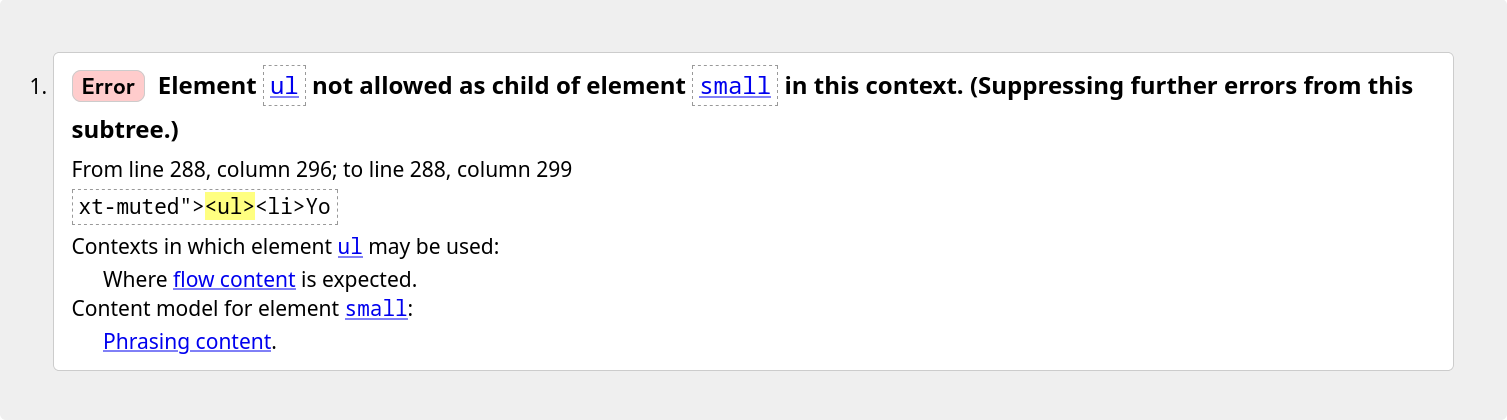 1. Error Element ul not allowed as child of element small in this context. (Suppressing further errors from this
subtree.)
From line 288, column 296; to line 288, column 299
xt-muted"><ul><li>Yo
Contexts in which element ul may be used:
Where flow content is expected.
Content model for element small:
Phrasing content.